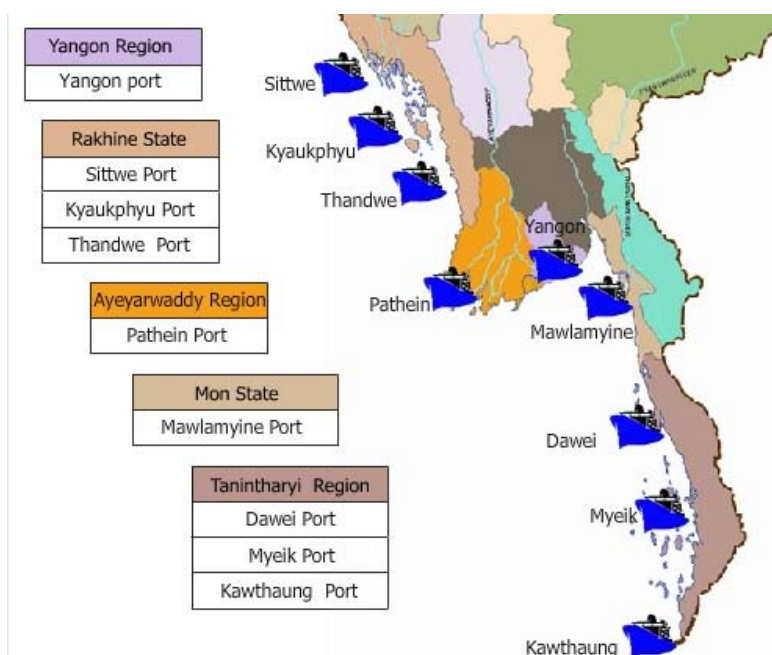 Yangon Region
Yangon port
Rakhine State
Sittwe Port
Kyaukphyu Port
Thandwe Port
Ayeyarwaddy Region
Pathein Port
Mon State
Mawlamyine Port
Tanintharyi Region
Dawei Port
Myeik Port
Kawthaung Port
Sittwe
Kyaukphyu
Thandwe
Yangon
Pathein
Mawlamyine
Dawei
Myeik
Kawthaung